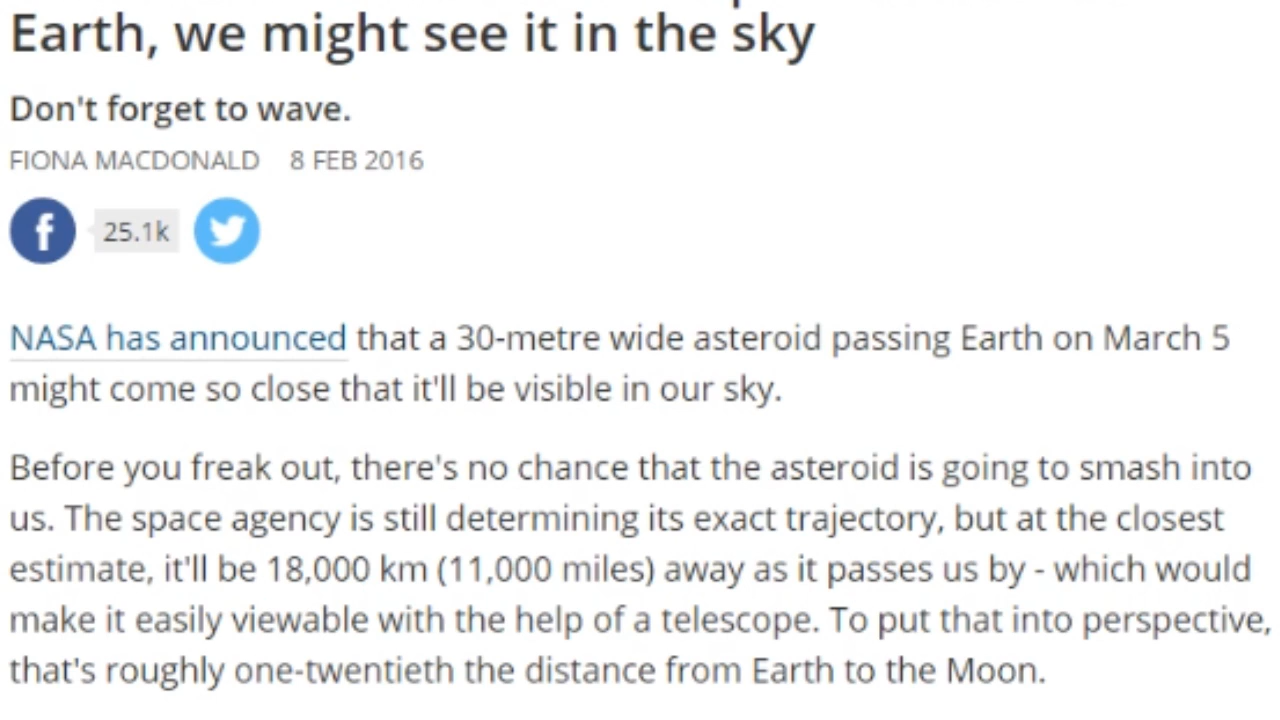 Earth, we might see it in the sky
Don't forget to wave.
FIONA MACDONALD 8 FEB 2016
f 25.1k
NASA has announced that a 30-metre wide asteroid passing Earth on March 5
might come so close that it'll be visible in our sky.
Before you freak out, there's no chance that the asteroid is going to smash into
us. The space agency is still determining its exact trajectory, but at the closest
estimate, it'll be 18,000 km (11,000 miles) away as it passes us by - which would
make it easily viewable with the help of a telescope. To put that into perspective,
that's roughly one-twentieth the distance from Earth to the Moon.